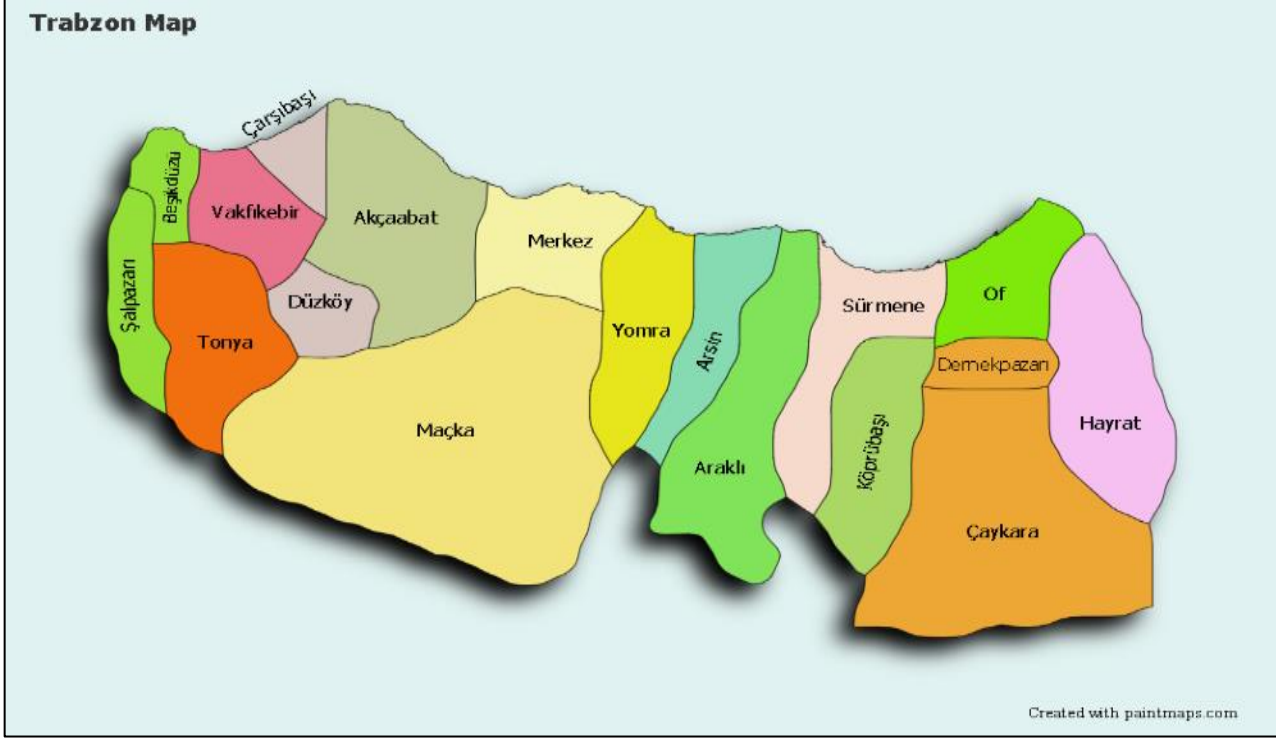 Trabzon Map
Çarşıbaşı
Beşikdüzü
Vakfıkebir
Akçaabat
Merkez
Şalpazarı
Düzköy
Tonya
Yomra
Arsin
Sürmene
Of
Dernekpazarı
Maçka
Araklı
Köprübaşı
Hayrat
Çaykara
Created with paintmaps.com